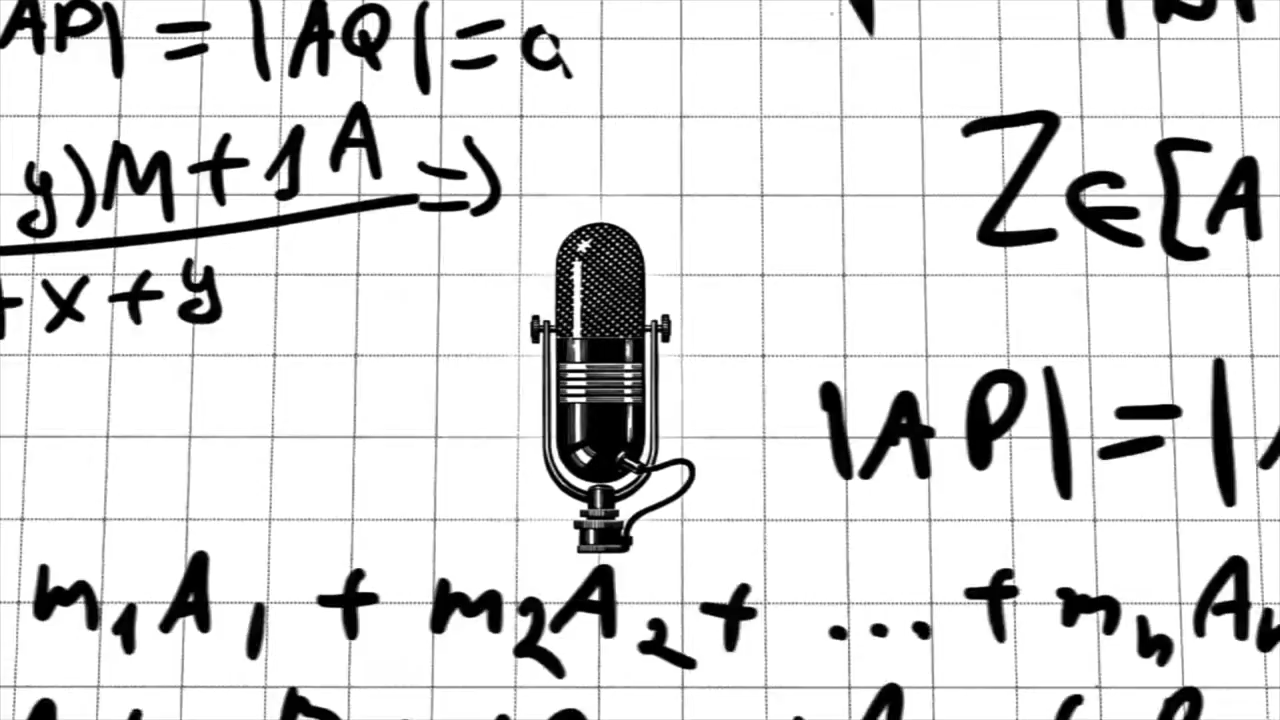 AP| = |AQ| = a
Z ∈ {A
y)M + 1A =>
+ x + y
|AP| = |
m₁A₁ + m₂A₂ + ... + mₙAₙ